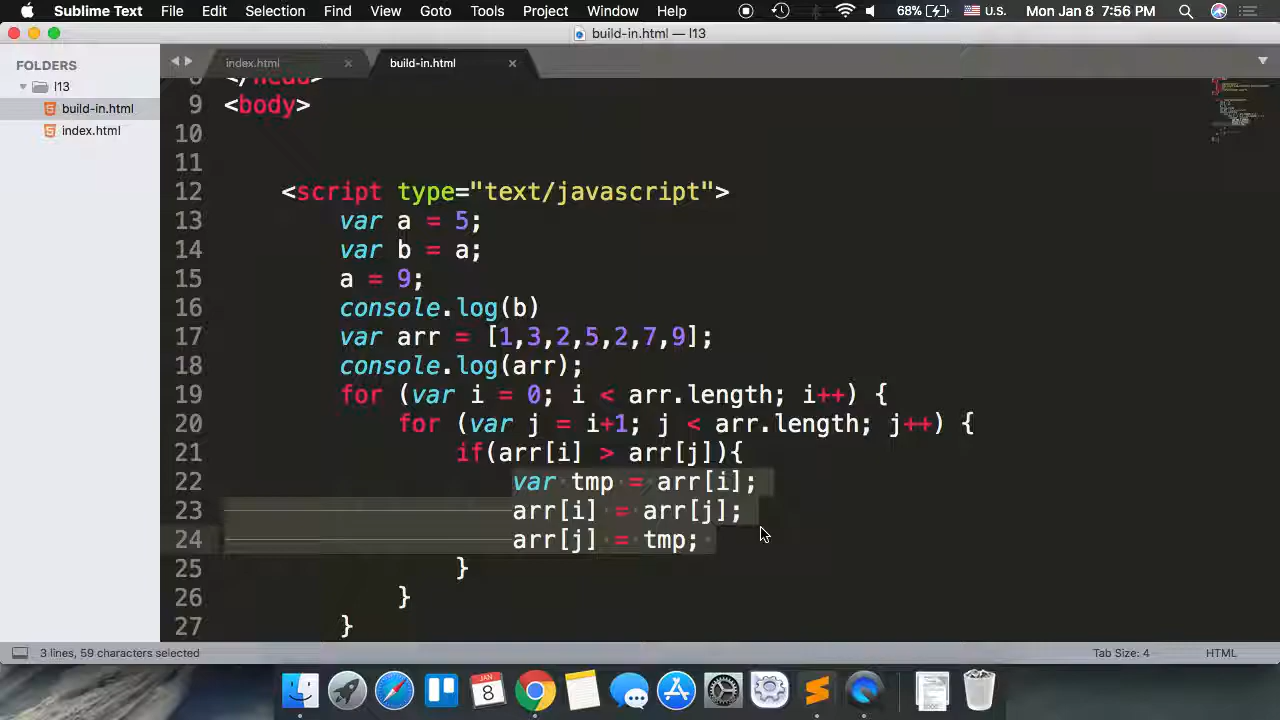 Sublime Text File Edit Selection Find View Goto Tools Project Window Help 68% U.S. Mon Jan 8 7:56 PM
build-in.html — l13
FOLDERS
l13
build-in.html
index.html
index.html
build-in.html
9 <body>
10
11
12 <script type="text/javascript">
13 var a = 5;
14 var b = a;
15 a = 9;
16 console.log(b)
17 var arr = [1,3,2,5,2,7,9];
18 console.log(arr);
19 for (var i = 0; i < arr.length; i++) {
20 for (var j = i+1; j < arr.length; j++) {
21 if(arr[i] > arr[j]){
22 var tmp = arr[i];
23 arr[i] = arr[j];
24 arr[j] = tmp;
25 }
26 }
27 }
3 lines, 59 characters selected
Tab Size: 4
HTML
JAN
8